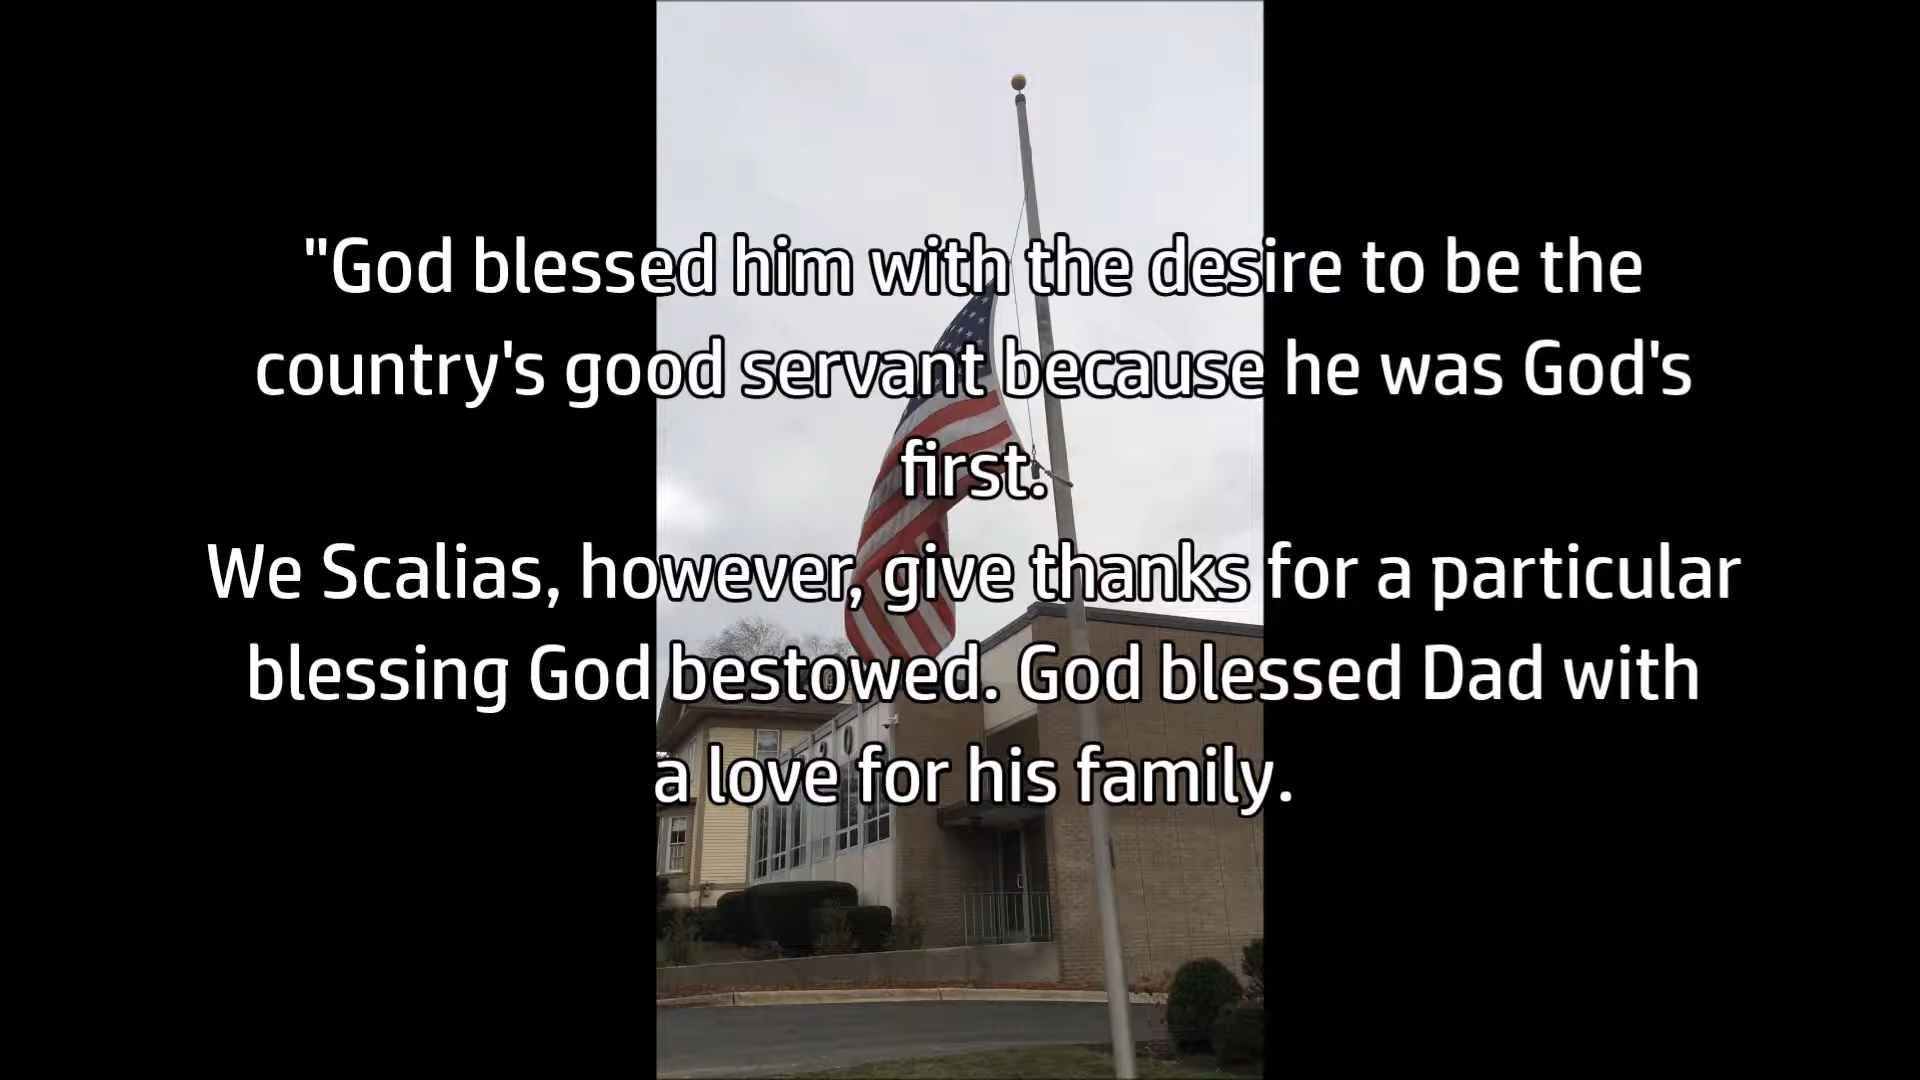 "God blessed him with the desire to be the
country's good servant because he was God's
first.
We Scalias, however, give thanks for a particular
blessing God bestowed. God blessed Dad with
a love for his family.